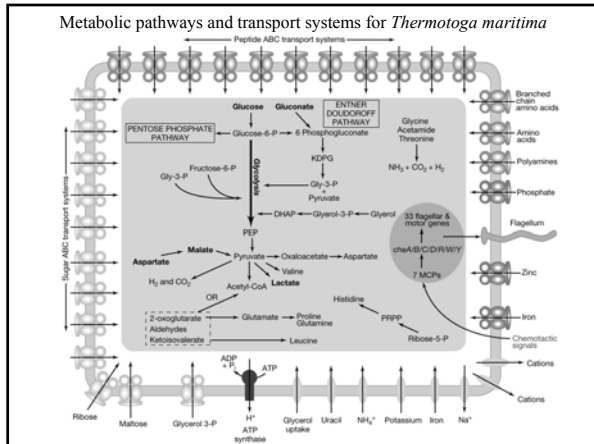 Metabolic pathways and transport systems for Thermotoga maritima
Peptide ABC transport systems
Sugar ABC transport systems
Glucose
Gluconate
ENTNER
DOUDOROFF
PATHWAY
PENTOSE PHOSPHATE
PATHWAY
Glucose-6-P
6 Phosphogluconate
Glycine
Acetamide
Threonine
NH3 + CO2 + H2
KDPG
Fructose-6-P
Gly-3-P
Glycolysis
Gly-3-P
+
Pyruvate
DHAP
Glyerol-3-P
Glyerol
PEP
33 flagellar &
motor genes
cheA/B/C/D/R/W/Y
7 MCPs
Malate
Aspartate
Pyruvate
Oxaloacetate
Aspartate
Valine
H2 and CO2
Lactate
Acetyl-CoA
OR
2-oxoglutarate
Aldehydes
Ketoisovalerate
Glutamate
Proline
Glutamine
Leucine
Histidine
PRPP
Ribose-5-P
Branched
chain
amino acids
Amino
acids
Polyamines
Phosphate
Flagellum
Zinc
Iron
Chemotactic
signals
Cations
Cations
ADP
+ Pi
ATP
Ribose
Maltose
Glycerol 3-P
H+
ATP
synthase
Glycerol
uptake
Uracil
NH4+
Potassium
Iron
Na+